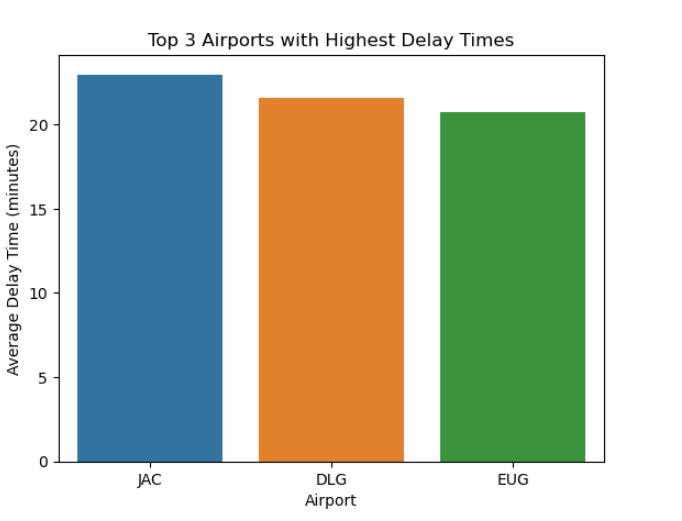 Top 3 Airports with Highest Delay Times
Average Delay Time (minutes)
20
15
10
5
0
JAC DLG EUG
Airport